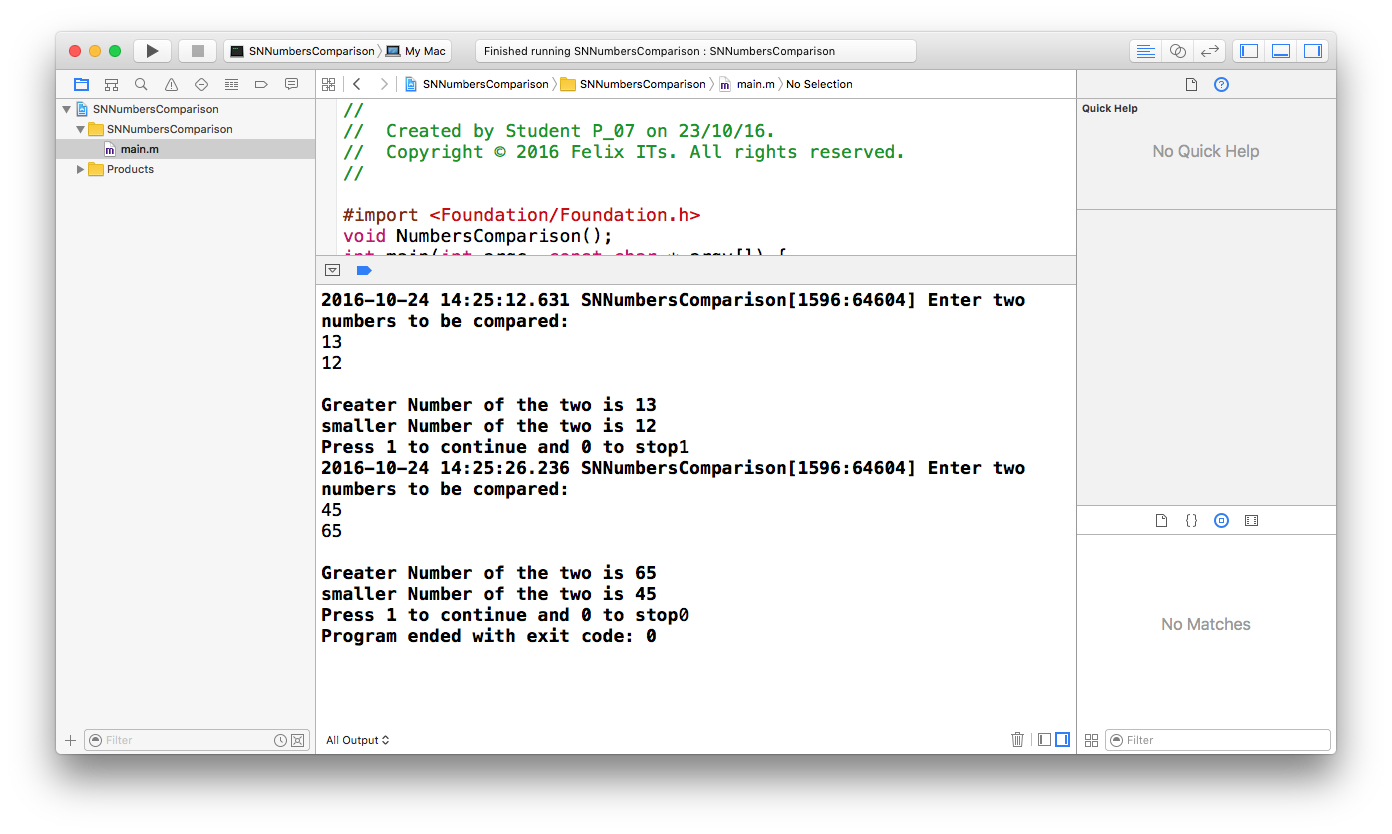 SNNumbersComparison 〉 My Mac
Finished running SNNumbersComparison : SNNumbersComparison
SNNumbersComparison 〉 SNNumbersComparison 〉 main.m 〉 No Selection
SNNumbersComparison
SNNumbersComparison
main.m
Products
//
//  Created by Student P_07 on 23/10/16.
//  Copyright © 2016 Felix ITs. All rights reserved.
//
#import <Foundation/Foundation.h>
void NumbersComparison();
int main(int argc, const char * argv[]) {
2016-10-24 14:25:12.631 SNNumbersComparison[1596:64604] Enter two
numbers to be compared:
13
12
Greater Number of the two is 13
smaller Number of the two is 12
Press 1 to continue and 0 to stop1
2016-10-24 14:25:26.236 SNNumbersComparison[1596:64604] Enter two
numbers to be compared:
45
65
Greater Number of the two is 65
smaller Number of the two is 45
Press 1 to continue and 0 to stop0
Program ended with exit code: 0
Quick Help
No Quick Help
{}
No Matches
Filter
All Output
Filter